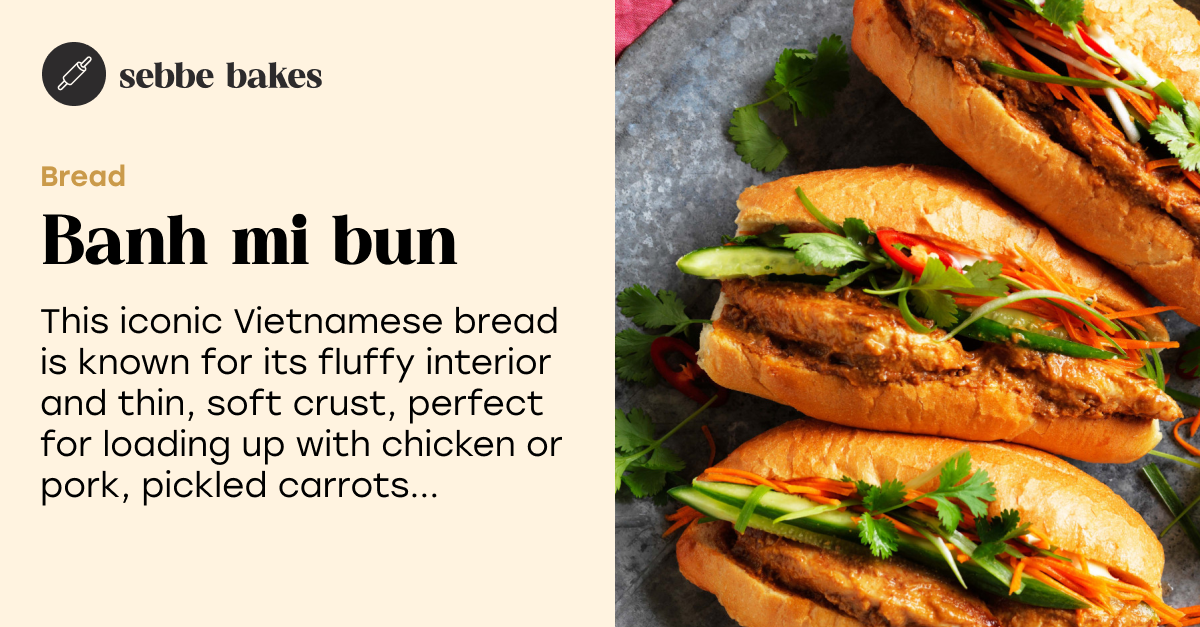 sebbe bakes
Bread
Banh mi bun
This iconic Vietnamese bread
is known for its fluffy interior
and thin, soft crust, perfect
for loading up with chicken or
pork, pickled carrots...